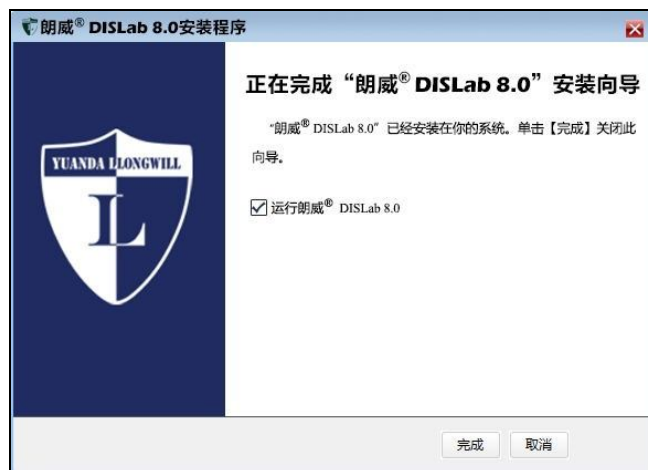 朗威® DISLab 8.0安装程序
正在完成“朗威® DISLab 8.0”安装向导
“朗威® DISLab 8.0”已经安装在你的系统。单击【完成】关闭此
向导。
YUANDA LLONGWILL
L
运行朗威® DISLab 8.0
完成 取消